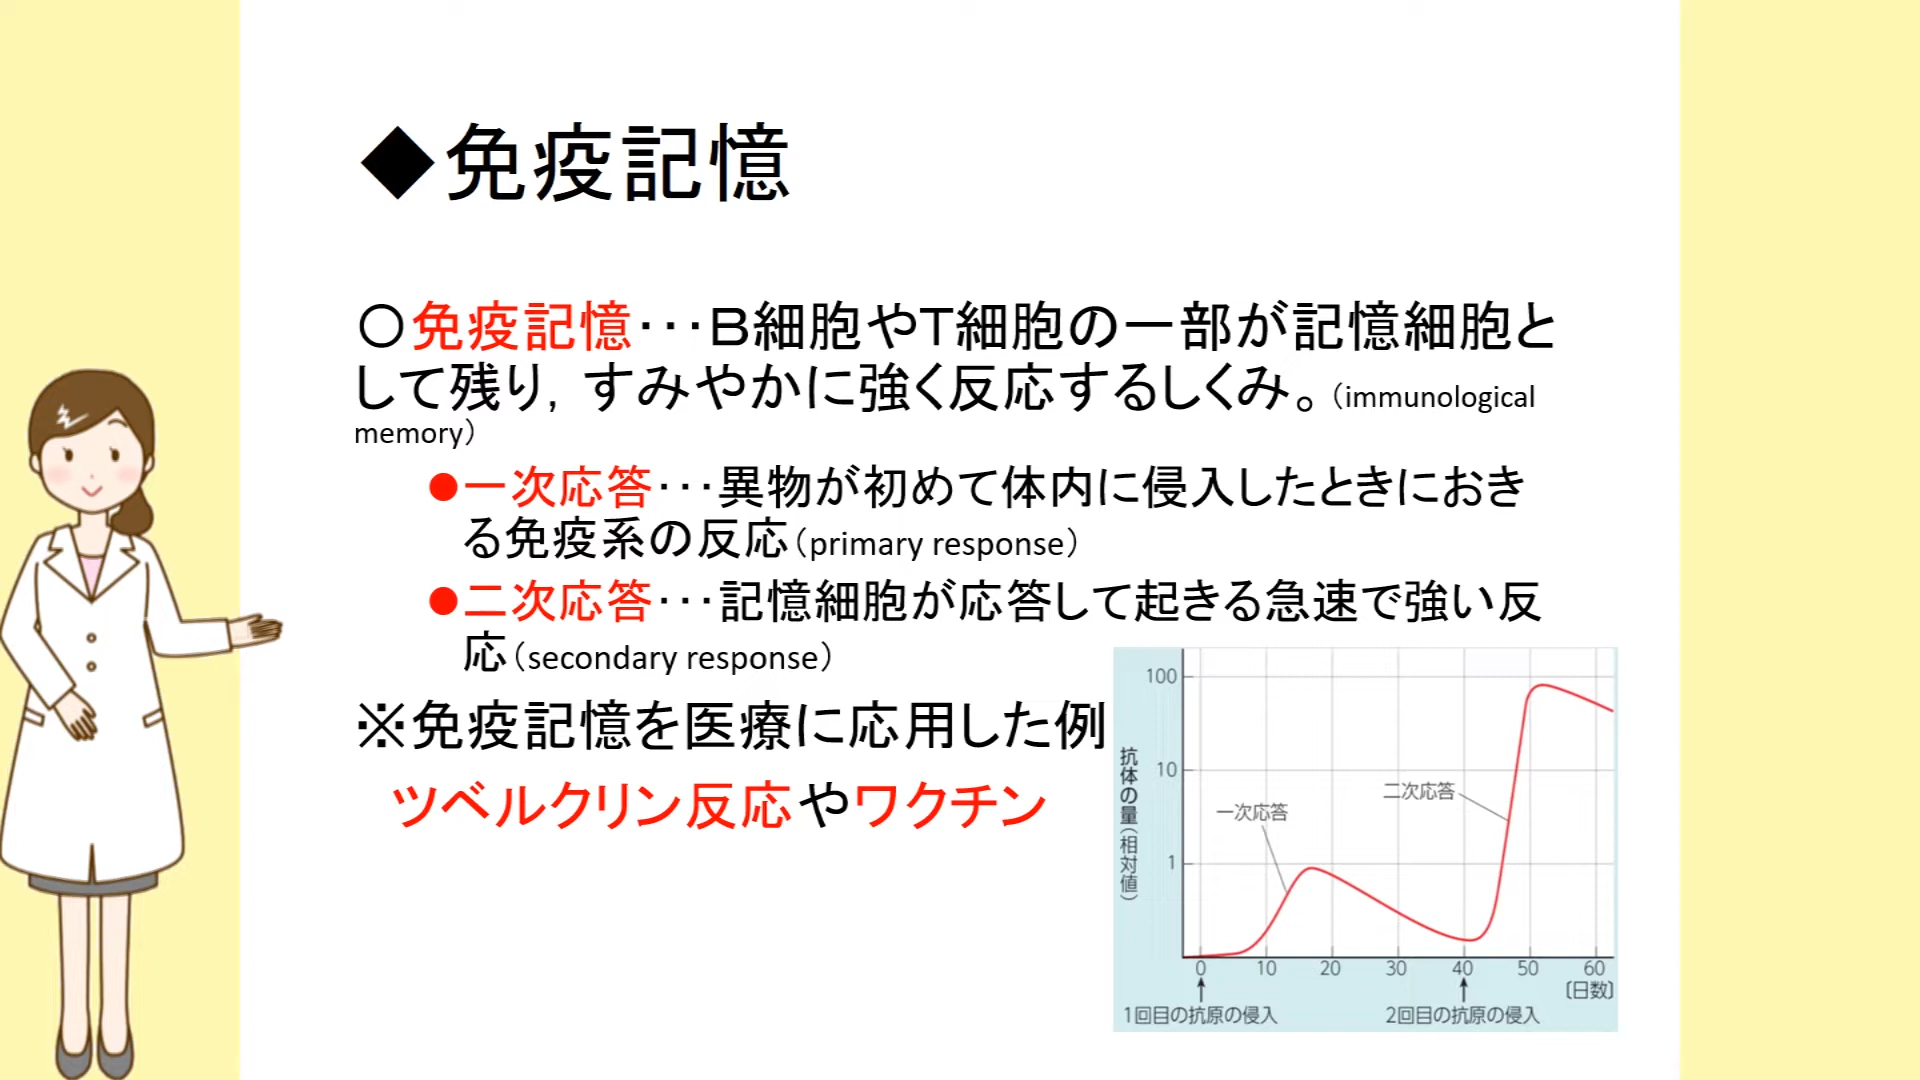 ◆免疫記憶
〇免疫記憶･･･Ｂ細胞やＴ細胞の一部が記憶細胞と
して残り，すみやかに強く反応するしくみ。（immunological
memory）
●一次応答･･･異物が初めて体内に侵入したときにおき
る免疫系の反応（primary response）
●二次応答･･･記憶細胞が応答して起きる急速で強い反
応（secondary response）
※免疫記憶を医療に応用した例
ツベルクリン反応やワクチン
抗体の量（相対値）
100
10
1
一次応答
二次応答
0 10 20 30 40 50 60
〔日数〕
1回目の抗原の侵入
2回目の抗原の侵入